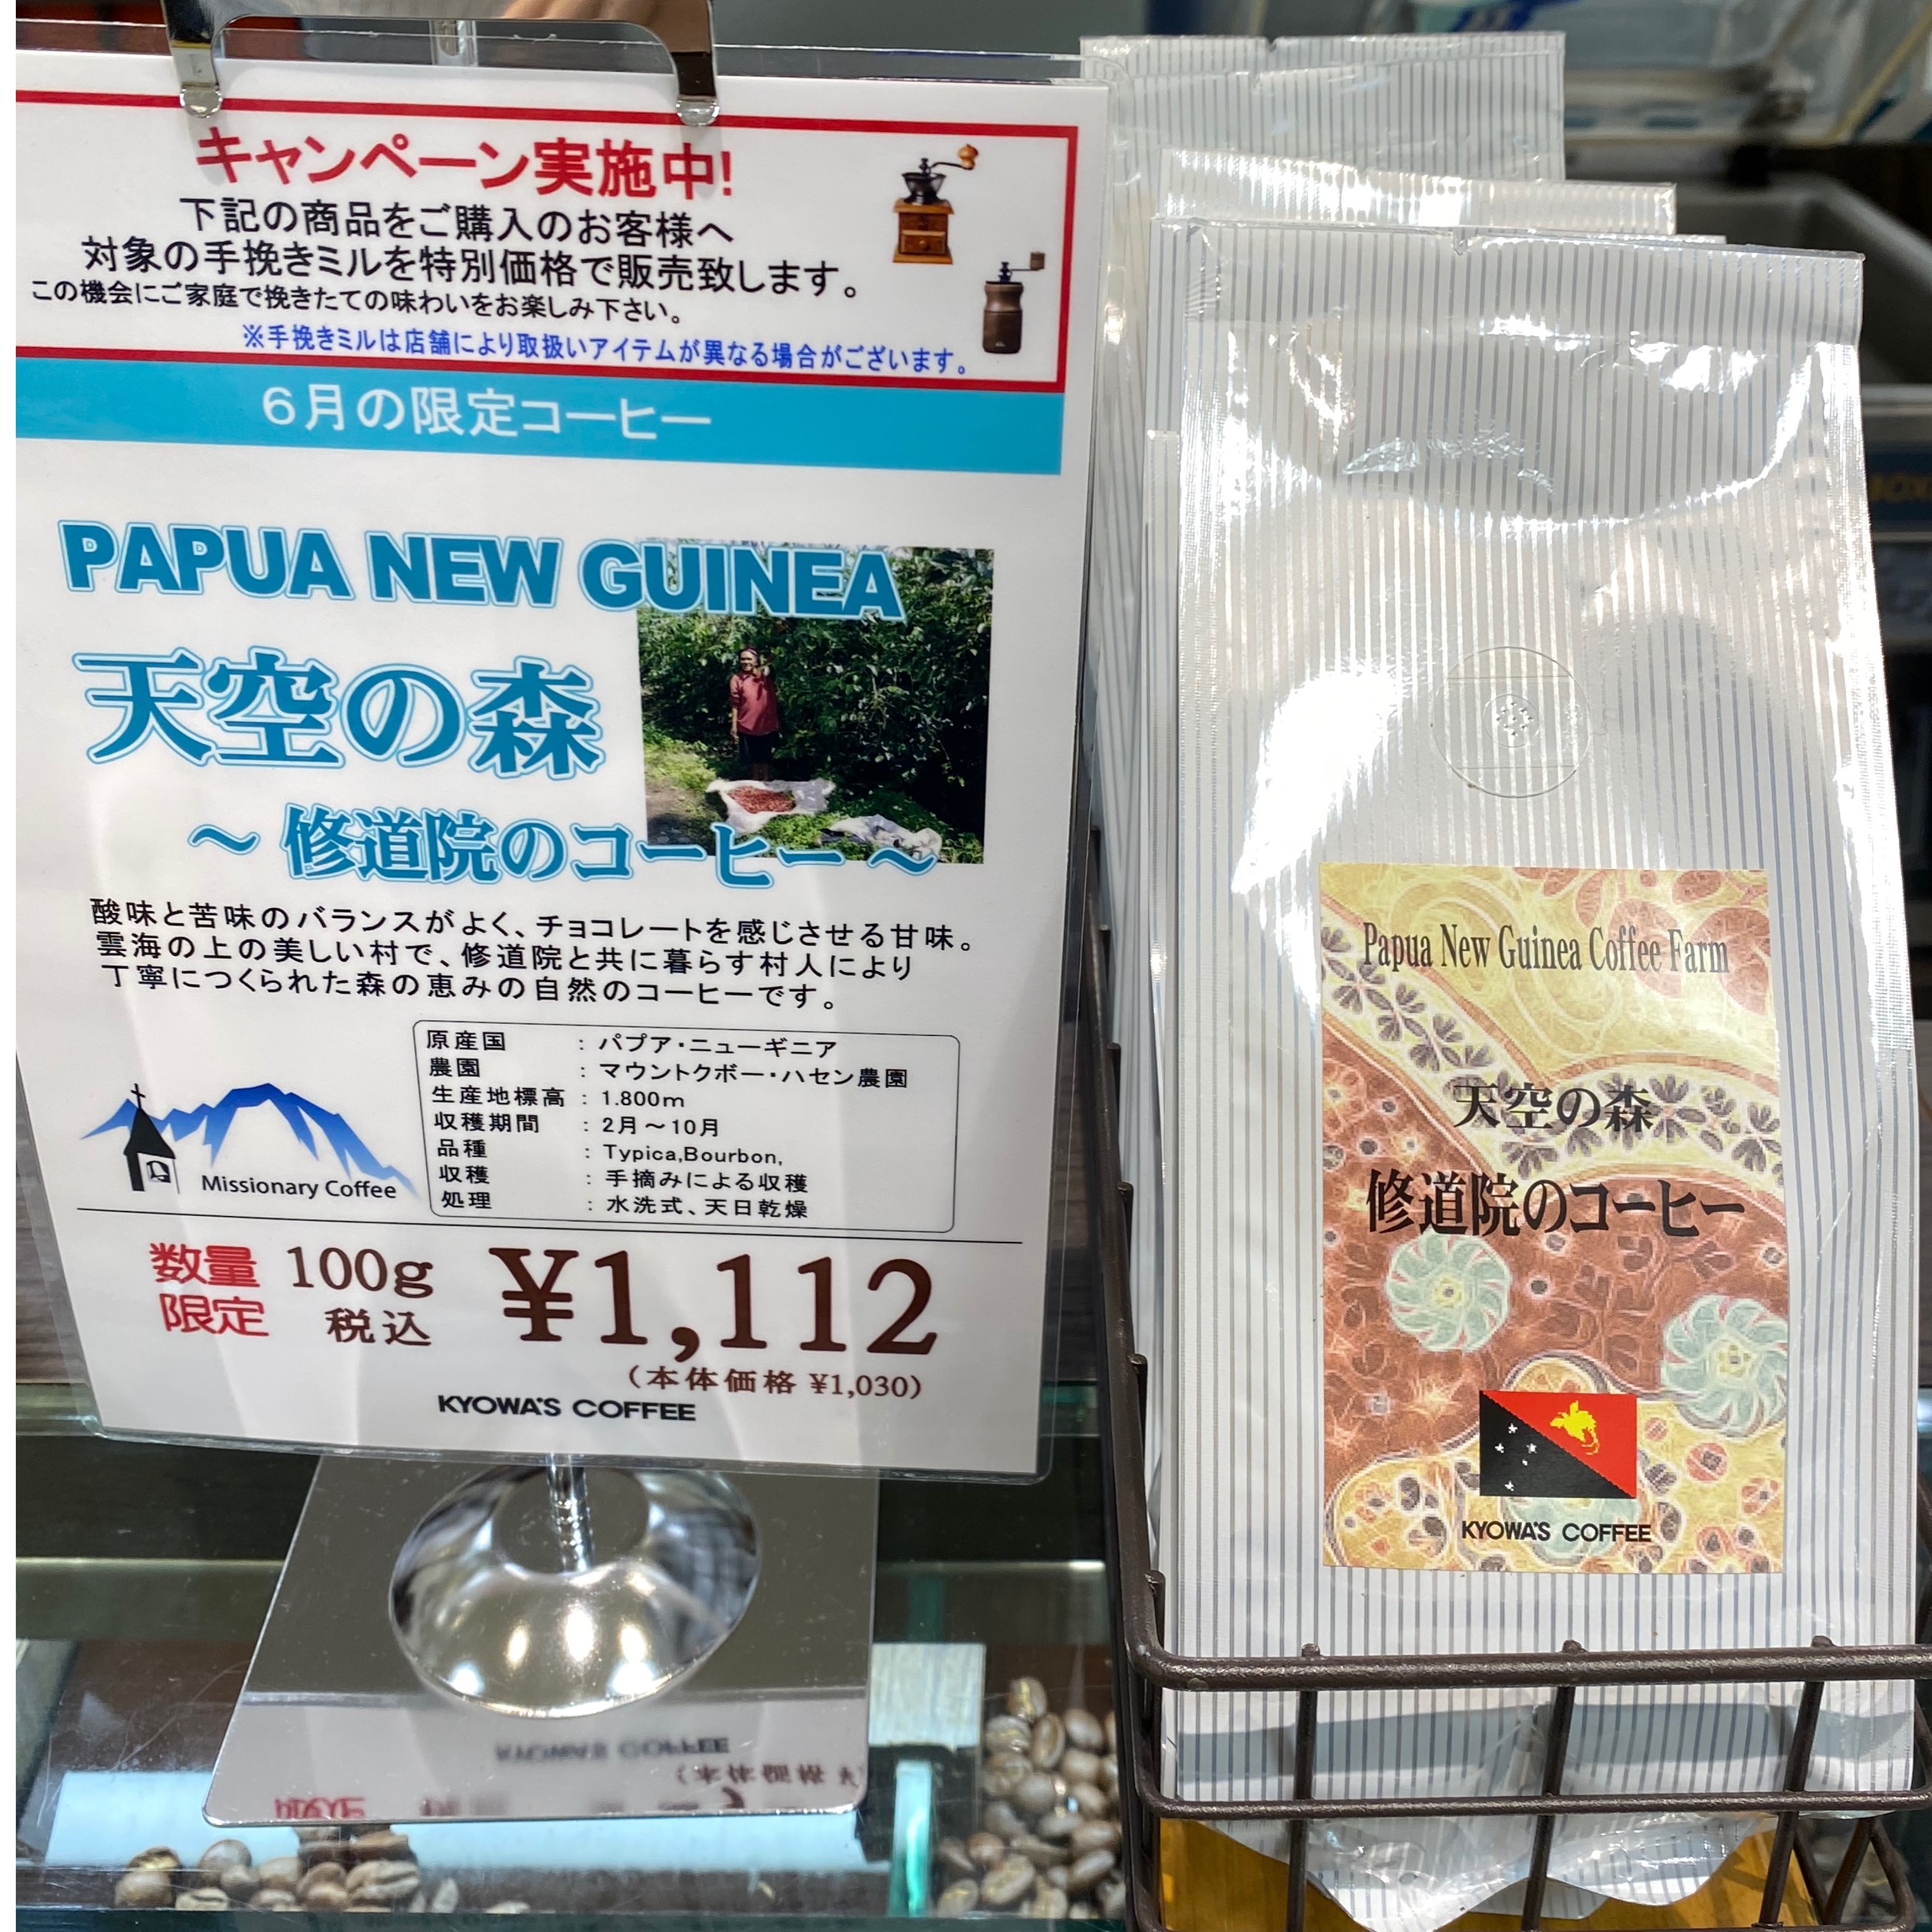 キャンペーン実施中!
下記の商品をご購入のお客様へ
対象の手挽きミルを特別価格で販売致します。
この機会にご家庭で挽きたての味わいをお楽しみ下さい。
※手挽きミルは店舗により取扱いアイテムが異なる場合がございます。
6月の限定コーヒー
PAPUA NEW GUINEA
天空の森
～修道院のコーヒー～
酸味と苦味のバランスがよく、チョコレートを感じさせる甘味。
雲海の上の美しい村で、修道院と共に暮らす村人により
丁寧につくられた森の恵みの自然のコーヒーです。
原産国 : パプア・ニューギニア
農園 : マウントクボー・ハセン農園
生産地標高 : 1.800m
収穫期間 : 2月～10月
品種 : Typica,Bourbon,
収穫 : 手摘みによる収穫
処理 : 水洗式、天日乾燥
Missionary Coffee
数量限定 100g 税込 ¥1,112
(本体価格 ¥1,030)
KYOWA'S COFFEE
Papua New Guinea Coffee Farm
天空の森
修道院のコーヒー
KYOWA'S COFFEE